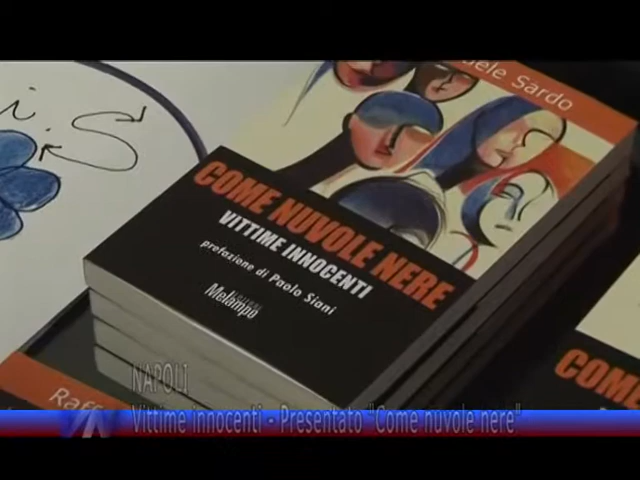 i. S
ele Sardo
COME NUVOLE NERE
VITTIME INNOCENTI
prefazione di Paolo Siani
Melampo
COME
Raff
NAPOLI
Vittime innocenti - Presentato "Come nuvole nere"